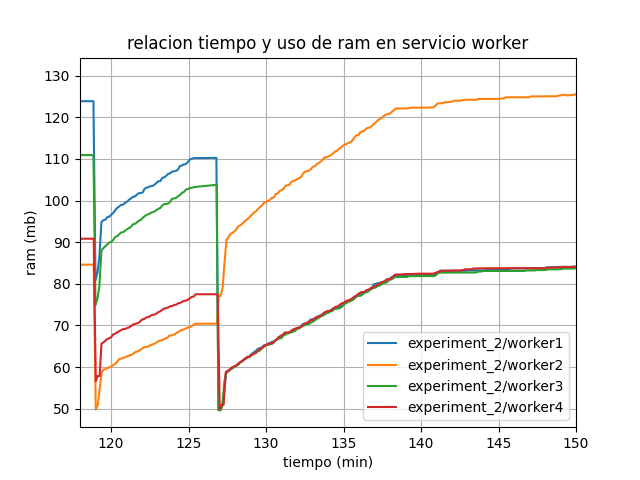 relacion tiempo y uso de ram en servicio worker
ram (mb)
130
120
110
100
90
80
70
60
50
120
125
130
135
140
145
150
tiempo (min)
experiment_2/worker1
experiment_2/worker2
experiment_2/worker3
experiment_2/worker4